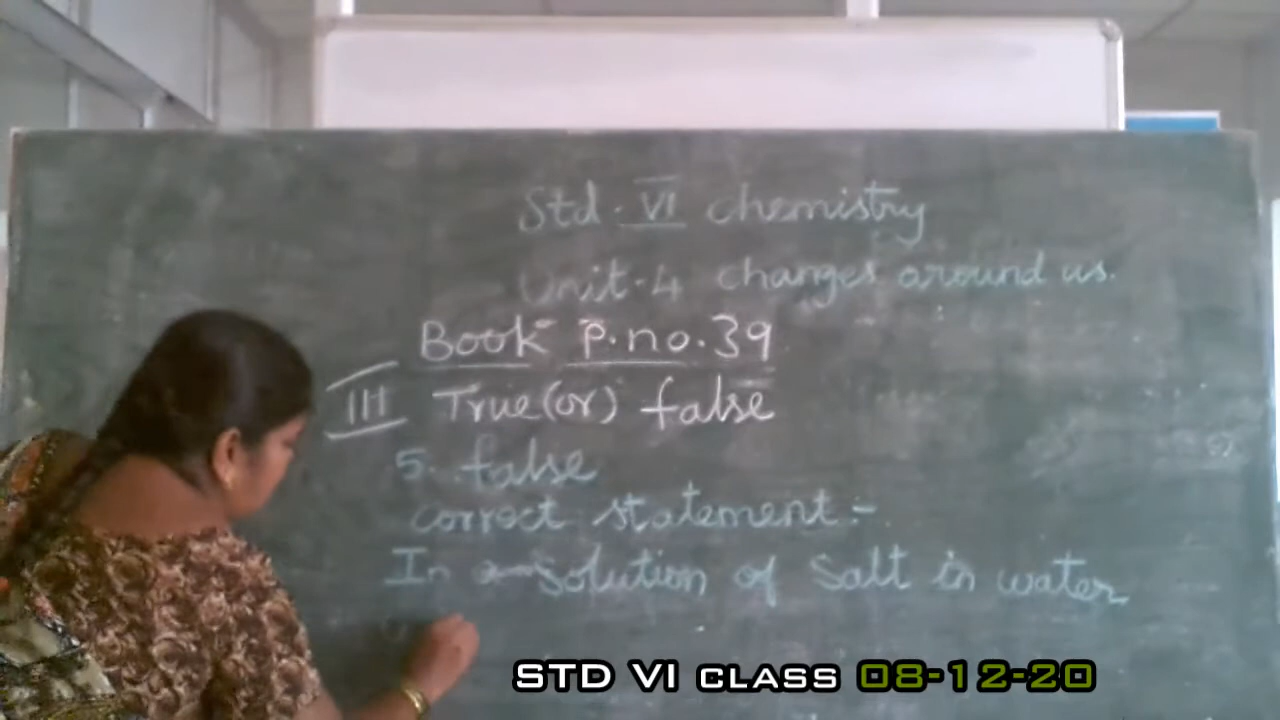 Std. VI chemistry
Unit-4 changes around us.
Book P.no.39
III True (or) false
5. false
correct statement:-
In solution of Salt in water
STD VI CLASS 08-12-20